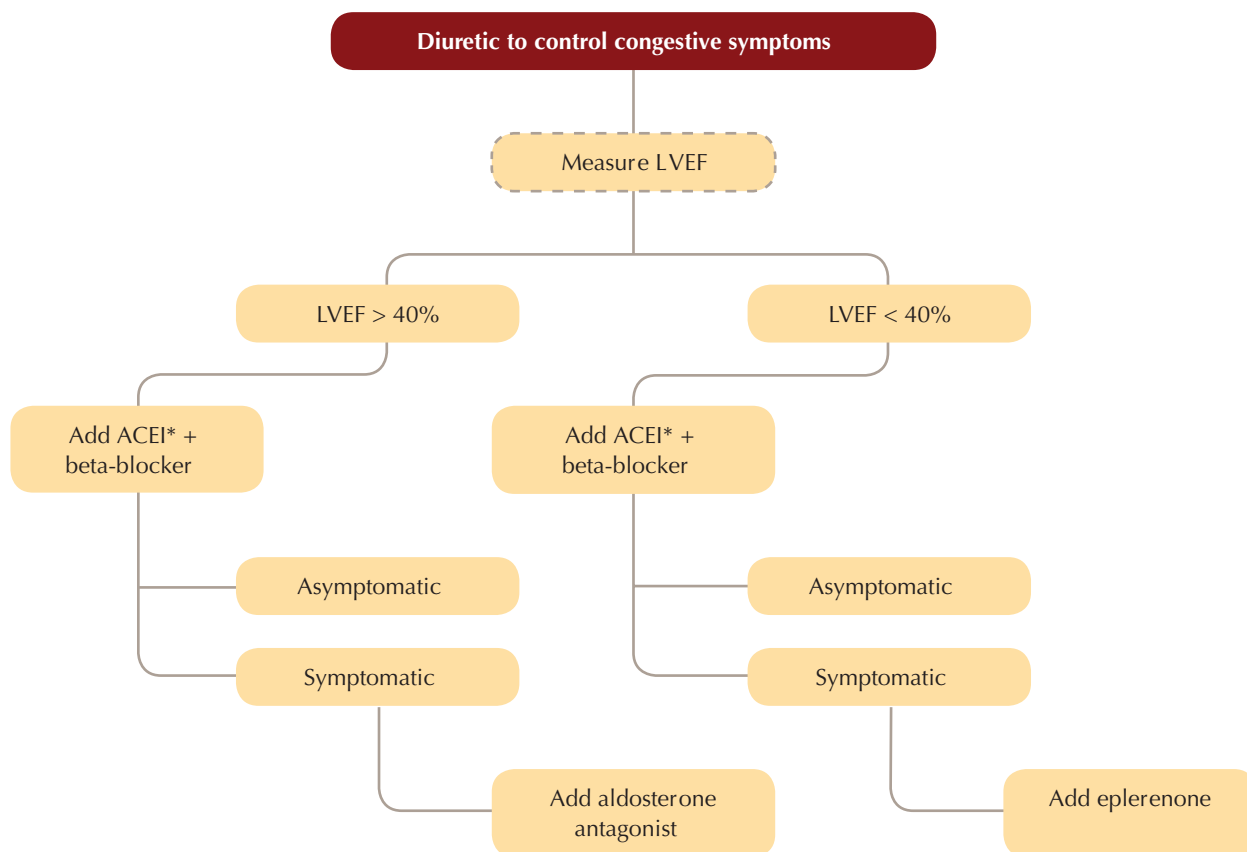 Diuretic to control congestive symptoms
Measure LVEF
LVEF > 40%
LVEF < 40%
Add ACEI* +
beta-blocker
Add ACEI* +
beta-blocker
Asymptomatic
Asymptomatic
Symptomatic
Symptomatic
Add aldosterone
antagonist
Add eplerenone